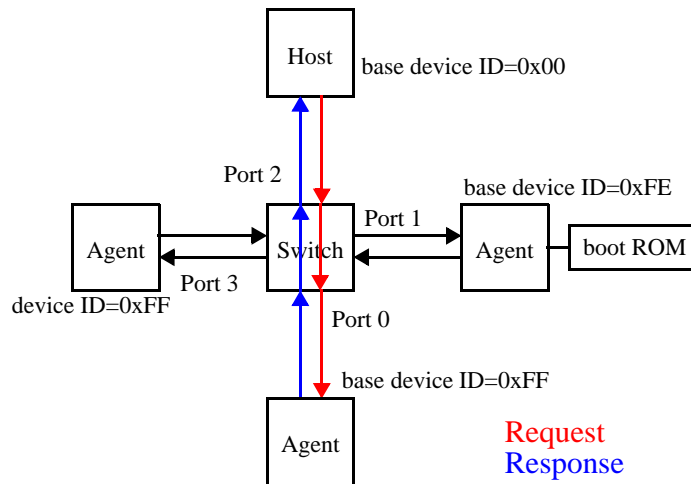 Host
base device ID=0x00
Port 2
base device ID=0xFE
Port 1
Agent
Switch
Agent
boot ROM
Port 3
device ID=0xFF
Port 0
base device ID=0xFF
Agent
Request
Response